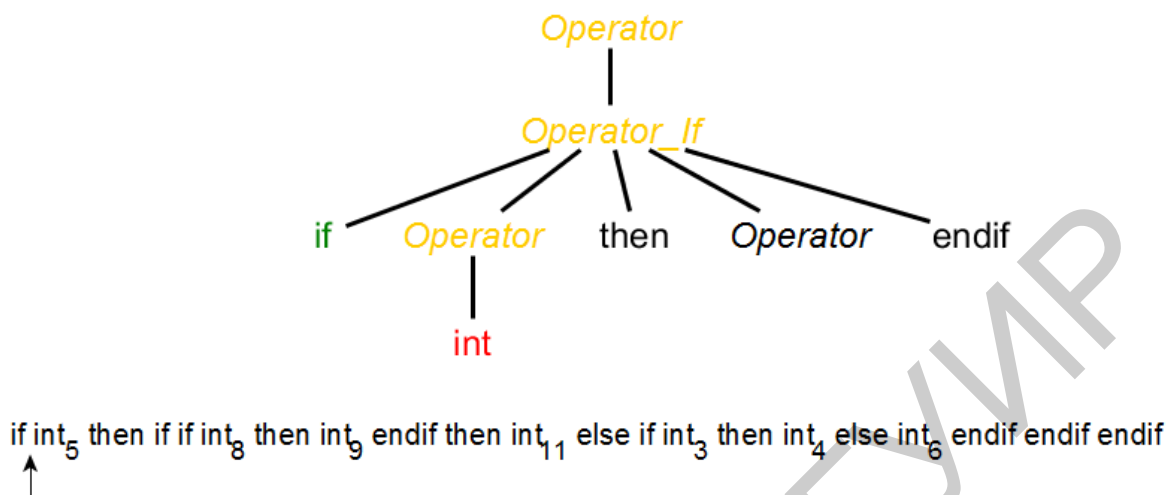 Operator
Operator_If
if Operator then Operator endif
int
if int5 then if if int8 then int9 endif then int11 else if int3 then int4 else int6 endif endif endif
ГУИР